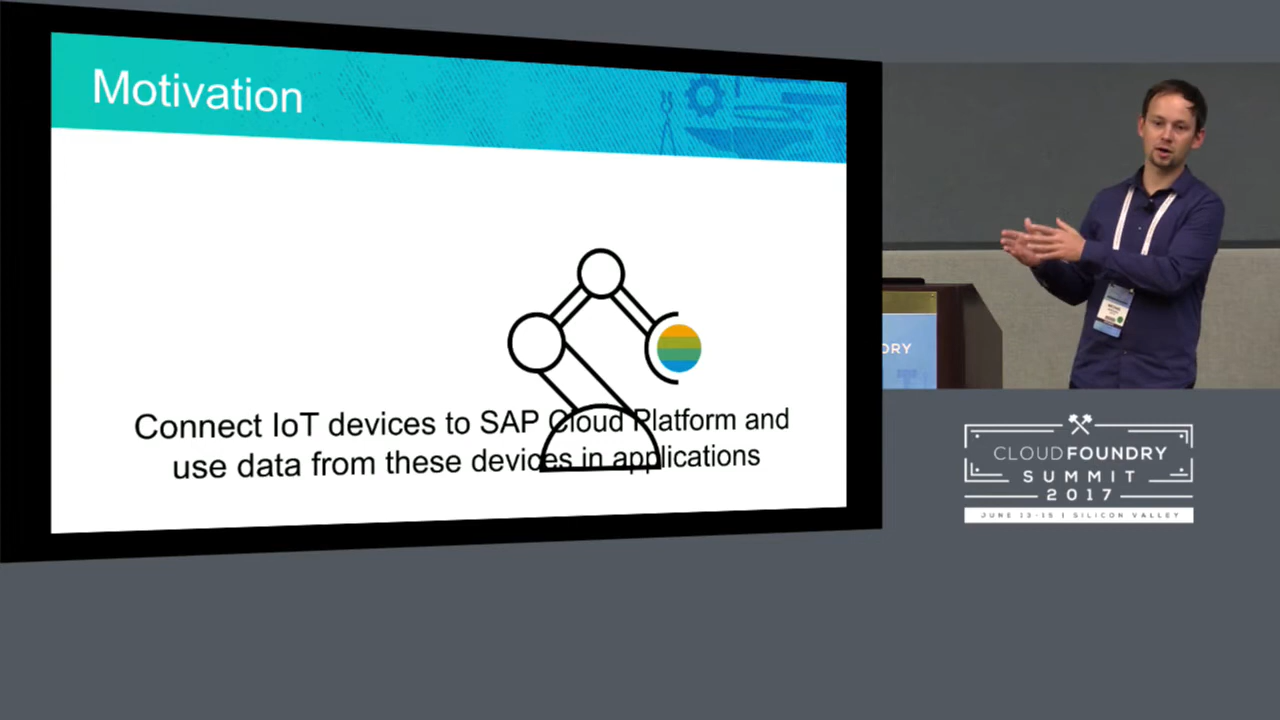 Motivation
Connect IoT devices to SAP Cloud Platform and
use data from these devices in applications
DRY
CLOUD FOUNDRY
SUMMIT
2017
JUNE 13-15 | SILICON VALLEY